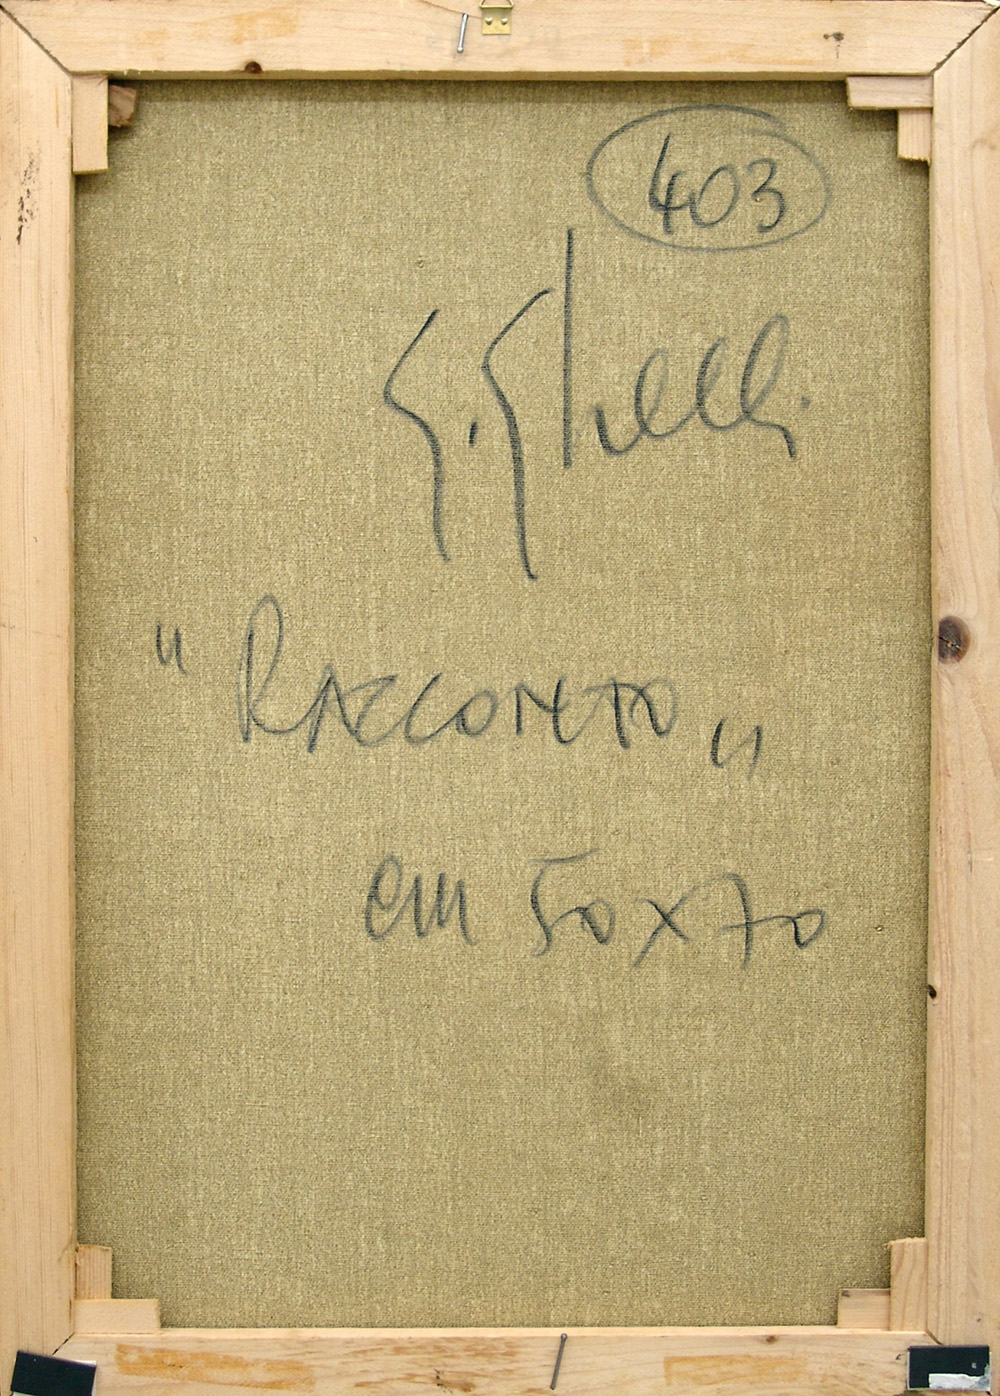 403
"RACCONTO"
cm 50x70